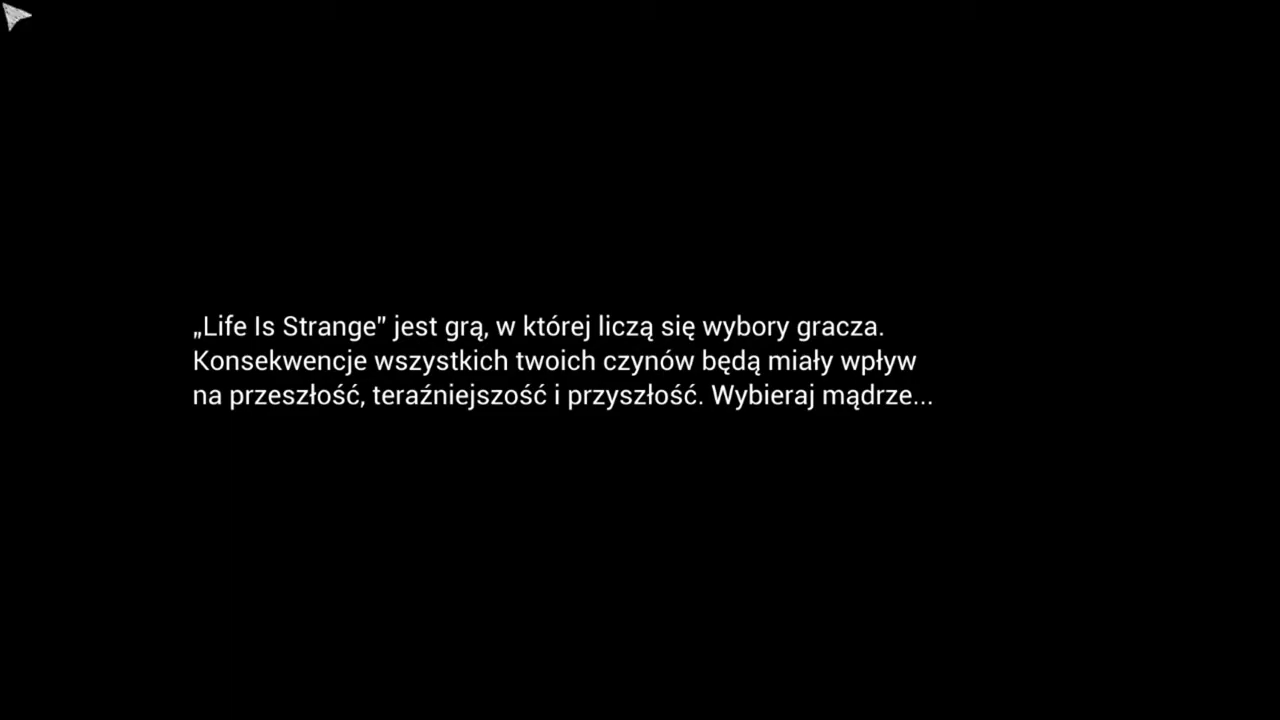 „Life Is Strange” jest grą, w której liczą się wybory gracza.
Konsekwencje wszystkich twoich czynów będą miały wpływ
na przeszłość, teraźniejszość i przyszłość. Wybieraj mądrze...